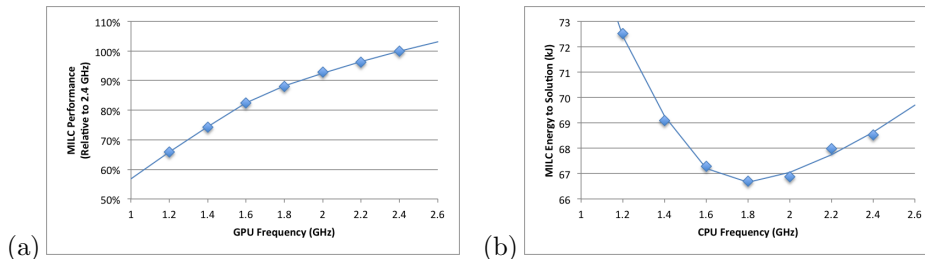 110%
100%
90%
80%
70%
60%
50%
MILC Performance
(Relative to 2.4 GHz)
1 1.2 1.4 1.6 1.8 2 2.2 2.4 2.6
GPU Frequency (GHz)
(a)
73
72
71
70
69
68
67
66
MILC Energy to Solution (kJ)
1 1.2 1.4 1.6 1.8 2 2.2 2.4 2.6
CPU Frequency (GHz)
(b)